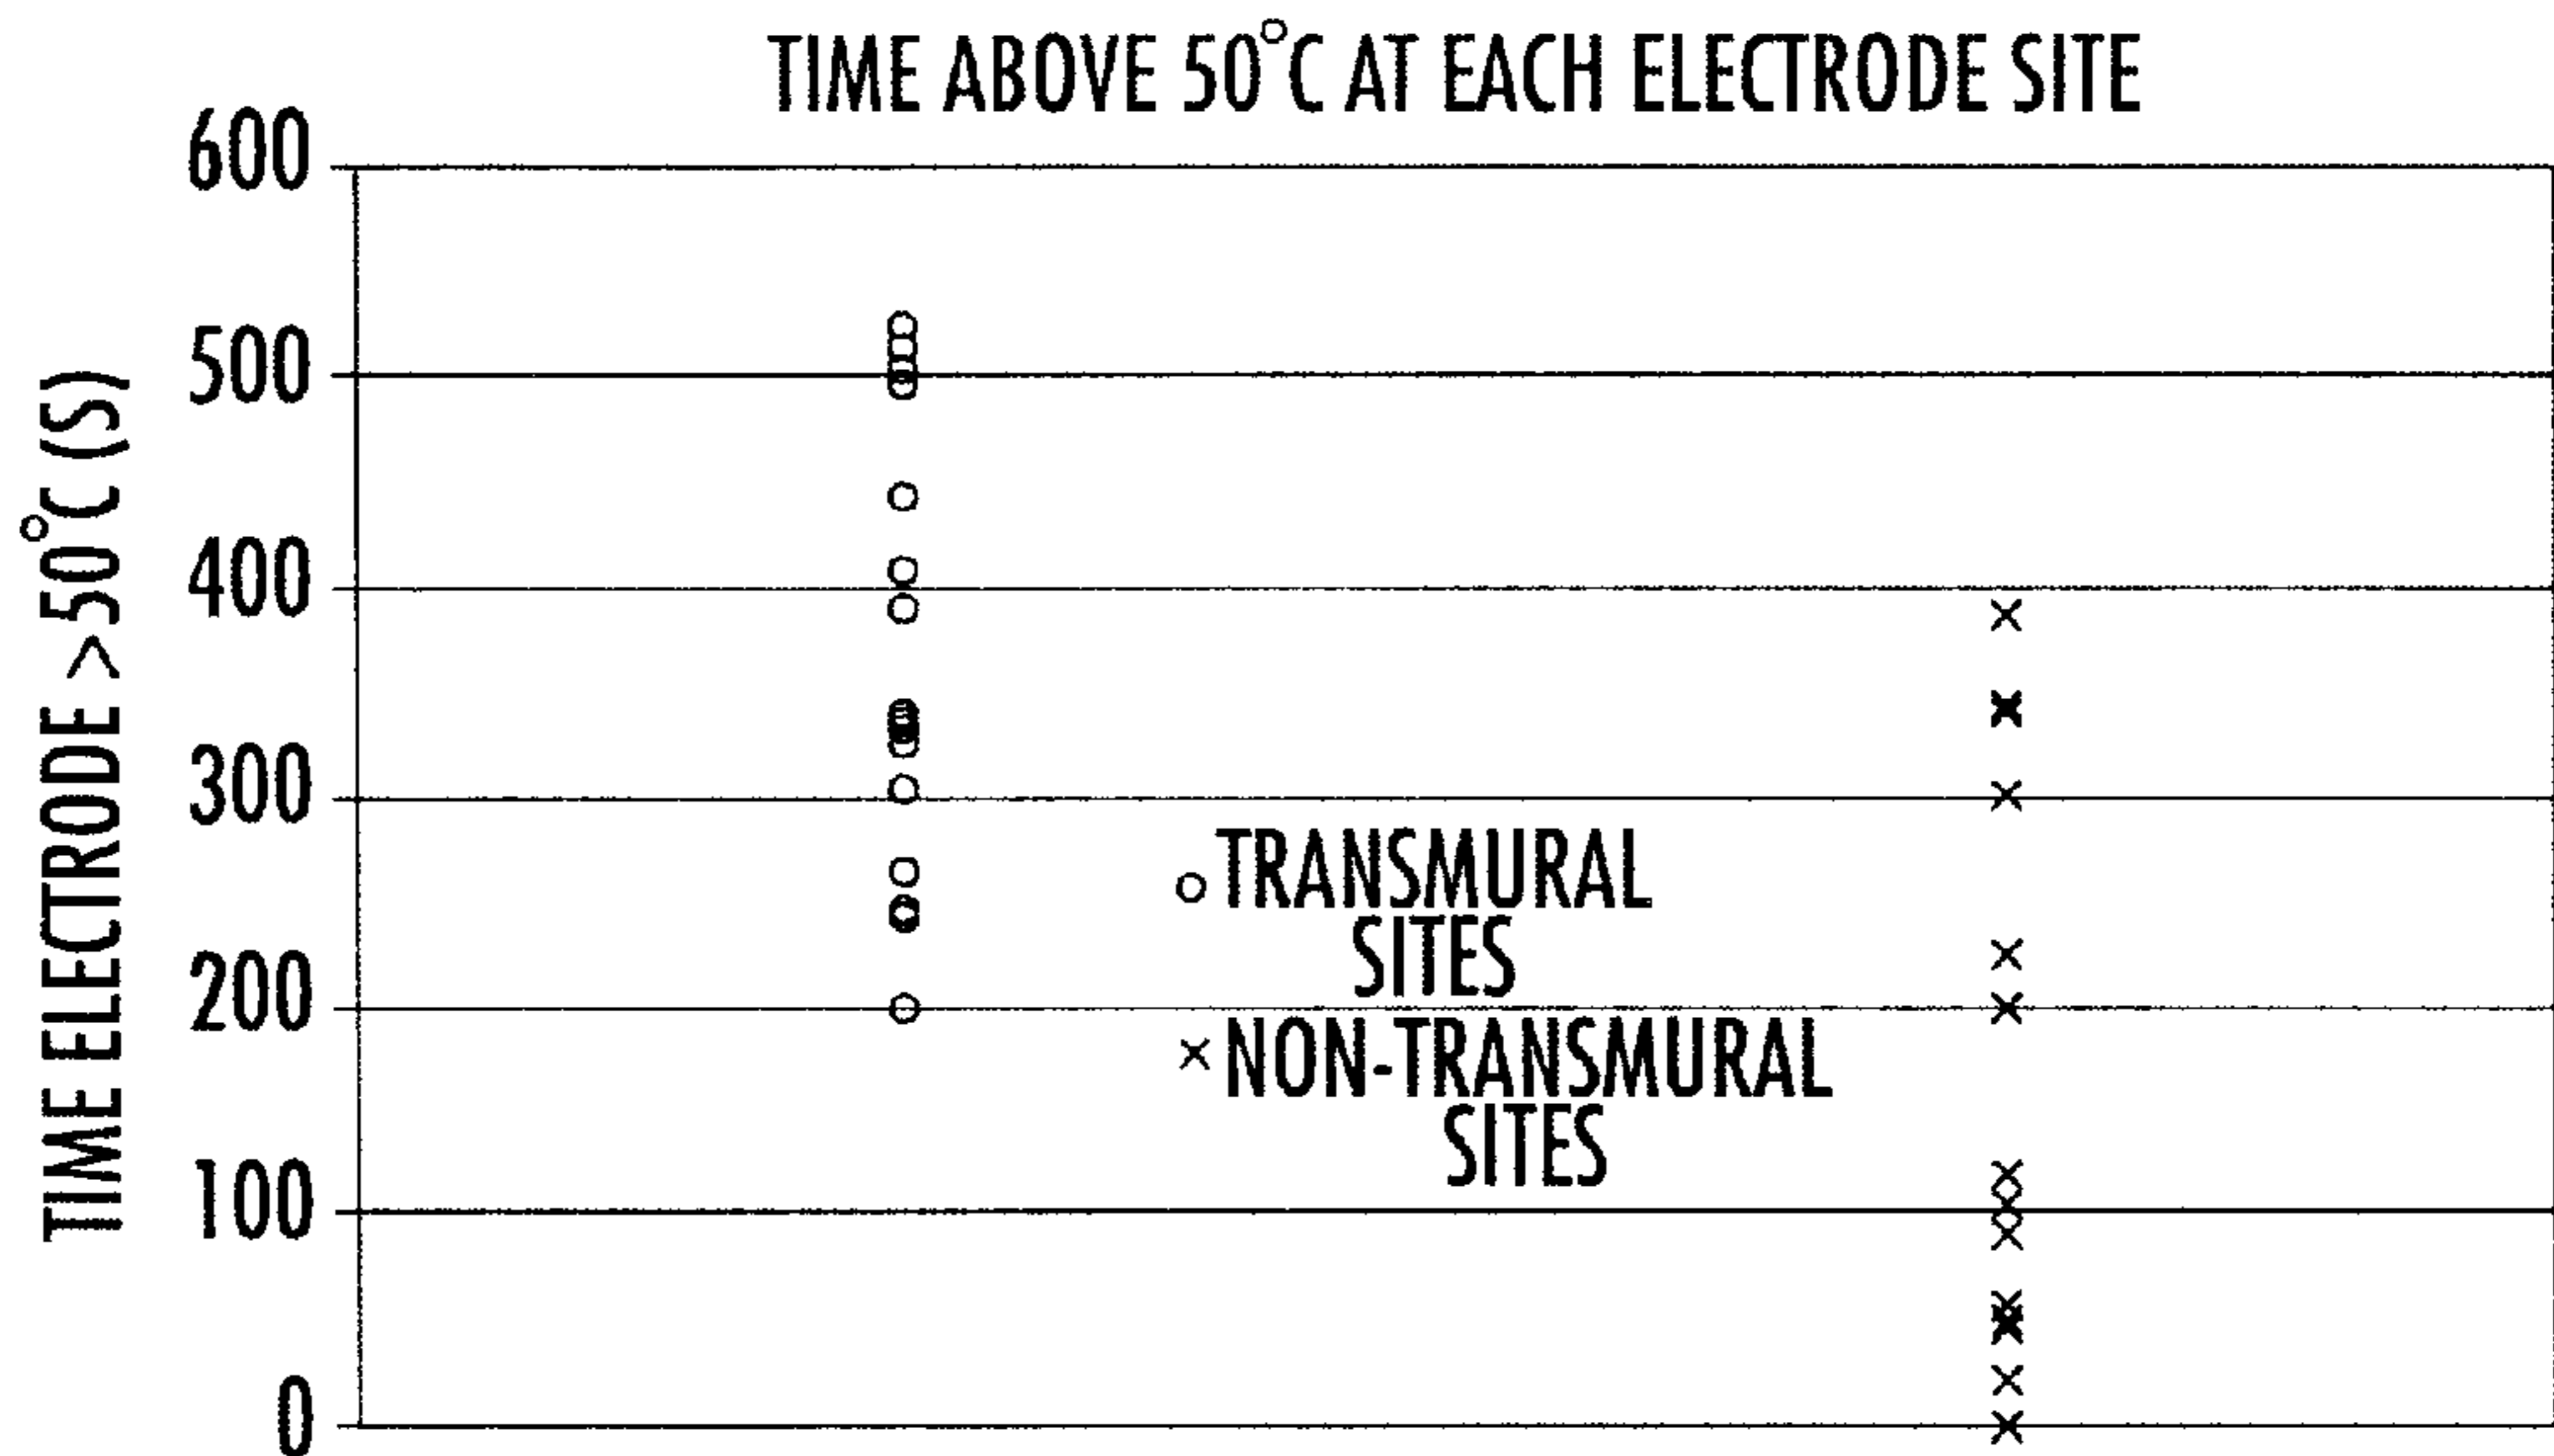 TIME ABOVE 50°C AT EACH ELECTRODE SITE
TIME ELECTRODE >50°C (S)
600
500
400
300
200
100
0
TRANSMURAL
SITES
NON-TRANSMURAL
SITES